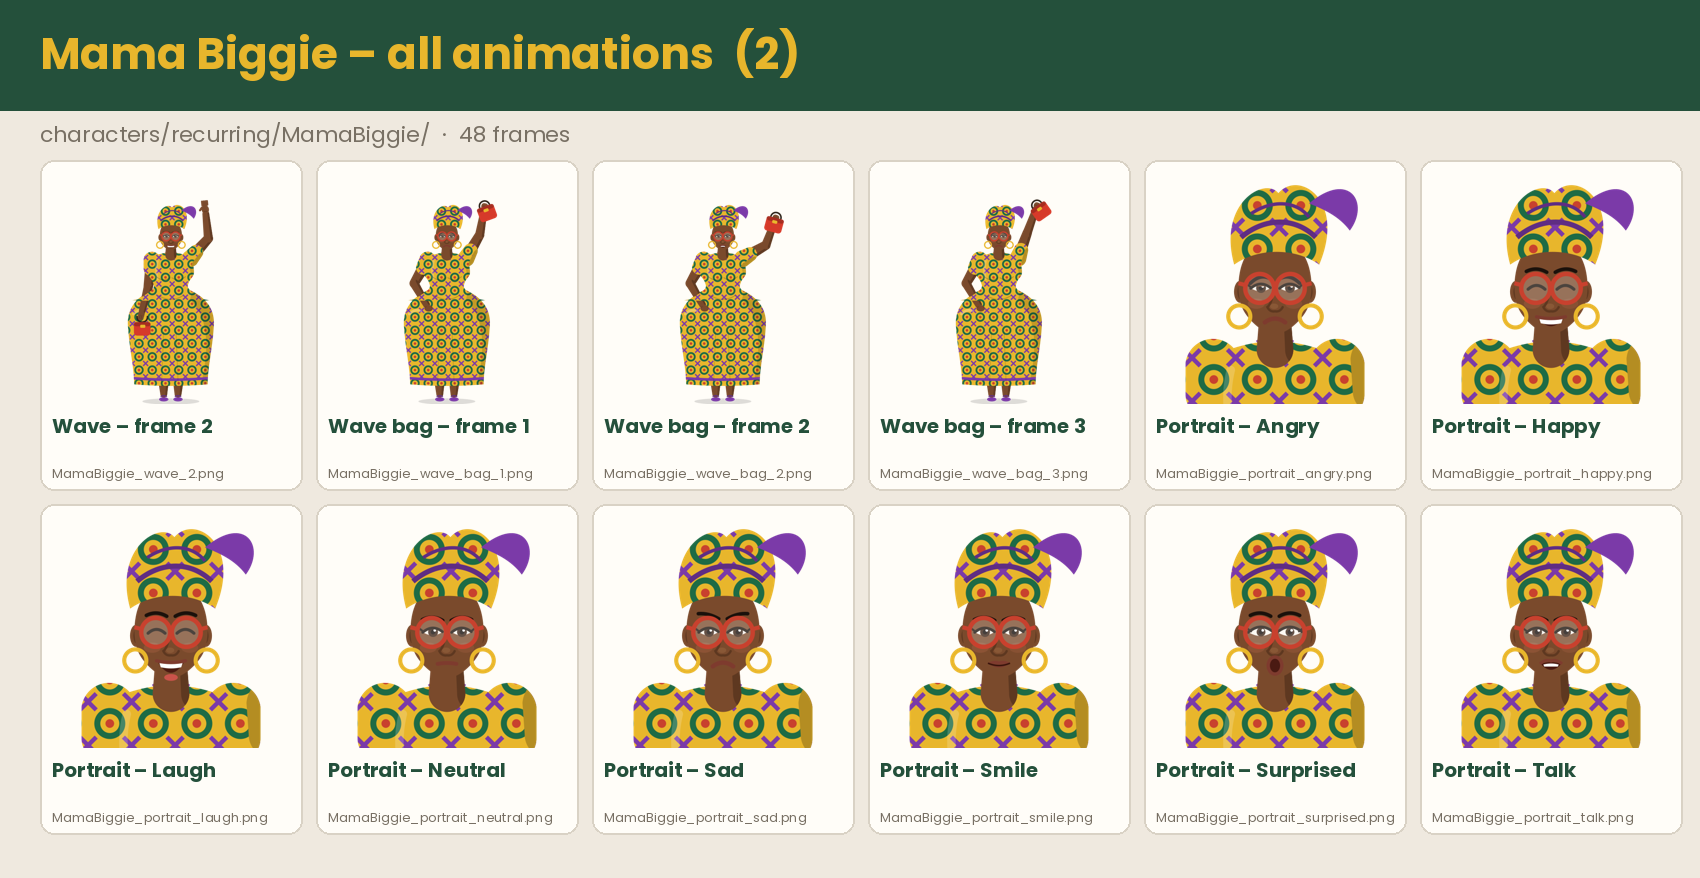 Mama Biggie – all animations (2)
characters/recurring/MamaBiggie/ · 48 frames
Wave – frame 2
MamaBiggie_wave_2.png
Wave bag – frame 1
MamaBiggie_wave_bag_1.png
Wave bag – frame 2
MamaBiggie_wave_bag_2.png
Wave bag – frame 3
MamaBiggie_wave_bag_3.png
Portrait – Angry
MamaBiggie_portrait_angry.png
Portrait – Happy
MamaBiggie_portrait_happy.png
Portrait – Laugh
MamaBiggie_portrait_laugh.png
Portrait – Neutral
MamaBiggie_portrait_neutral.png
Portrait – Sad
MamaBiggie_portrait_sad.png
Portrait – Smile
MamaBiggie_portrait_smile.png
Portrait – Surprised
MamaBiggie_portrait_surprised.png
Portrait – Talk
MamaBiggie_portrait_talk.png